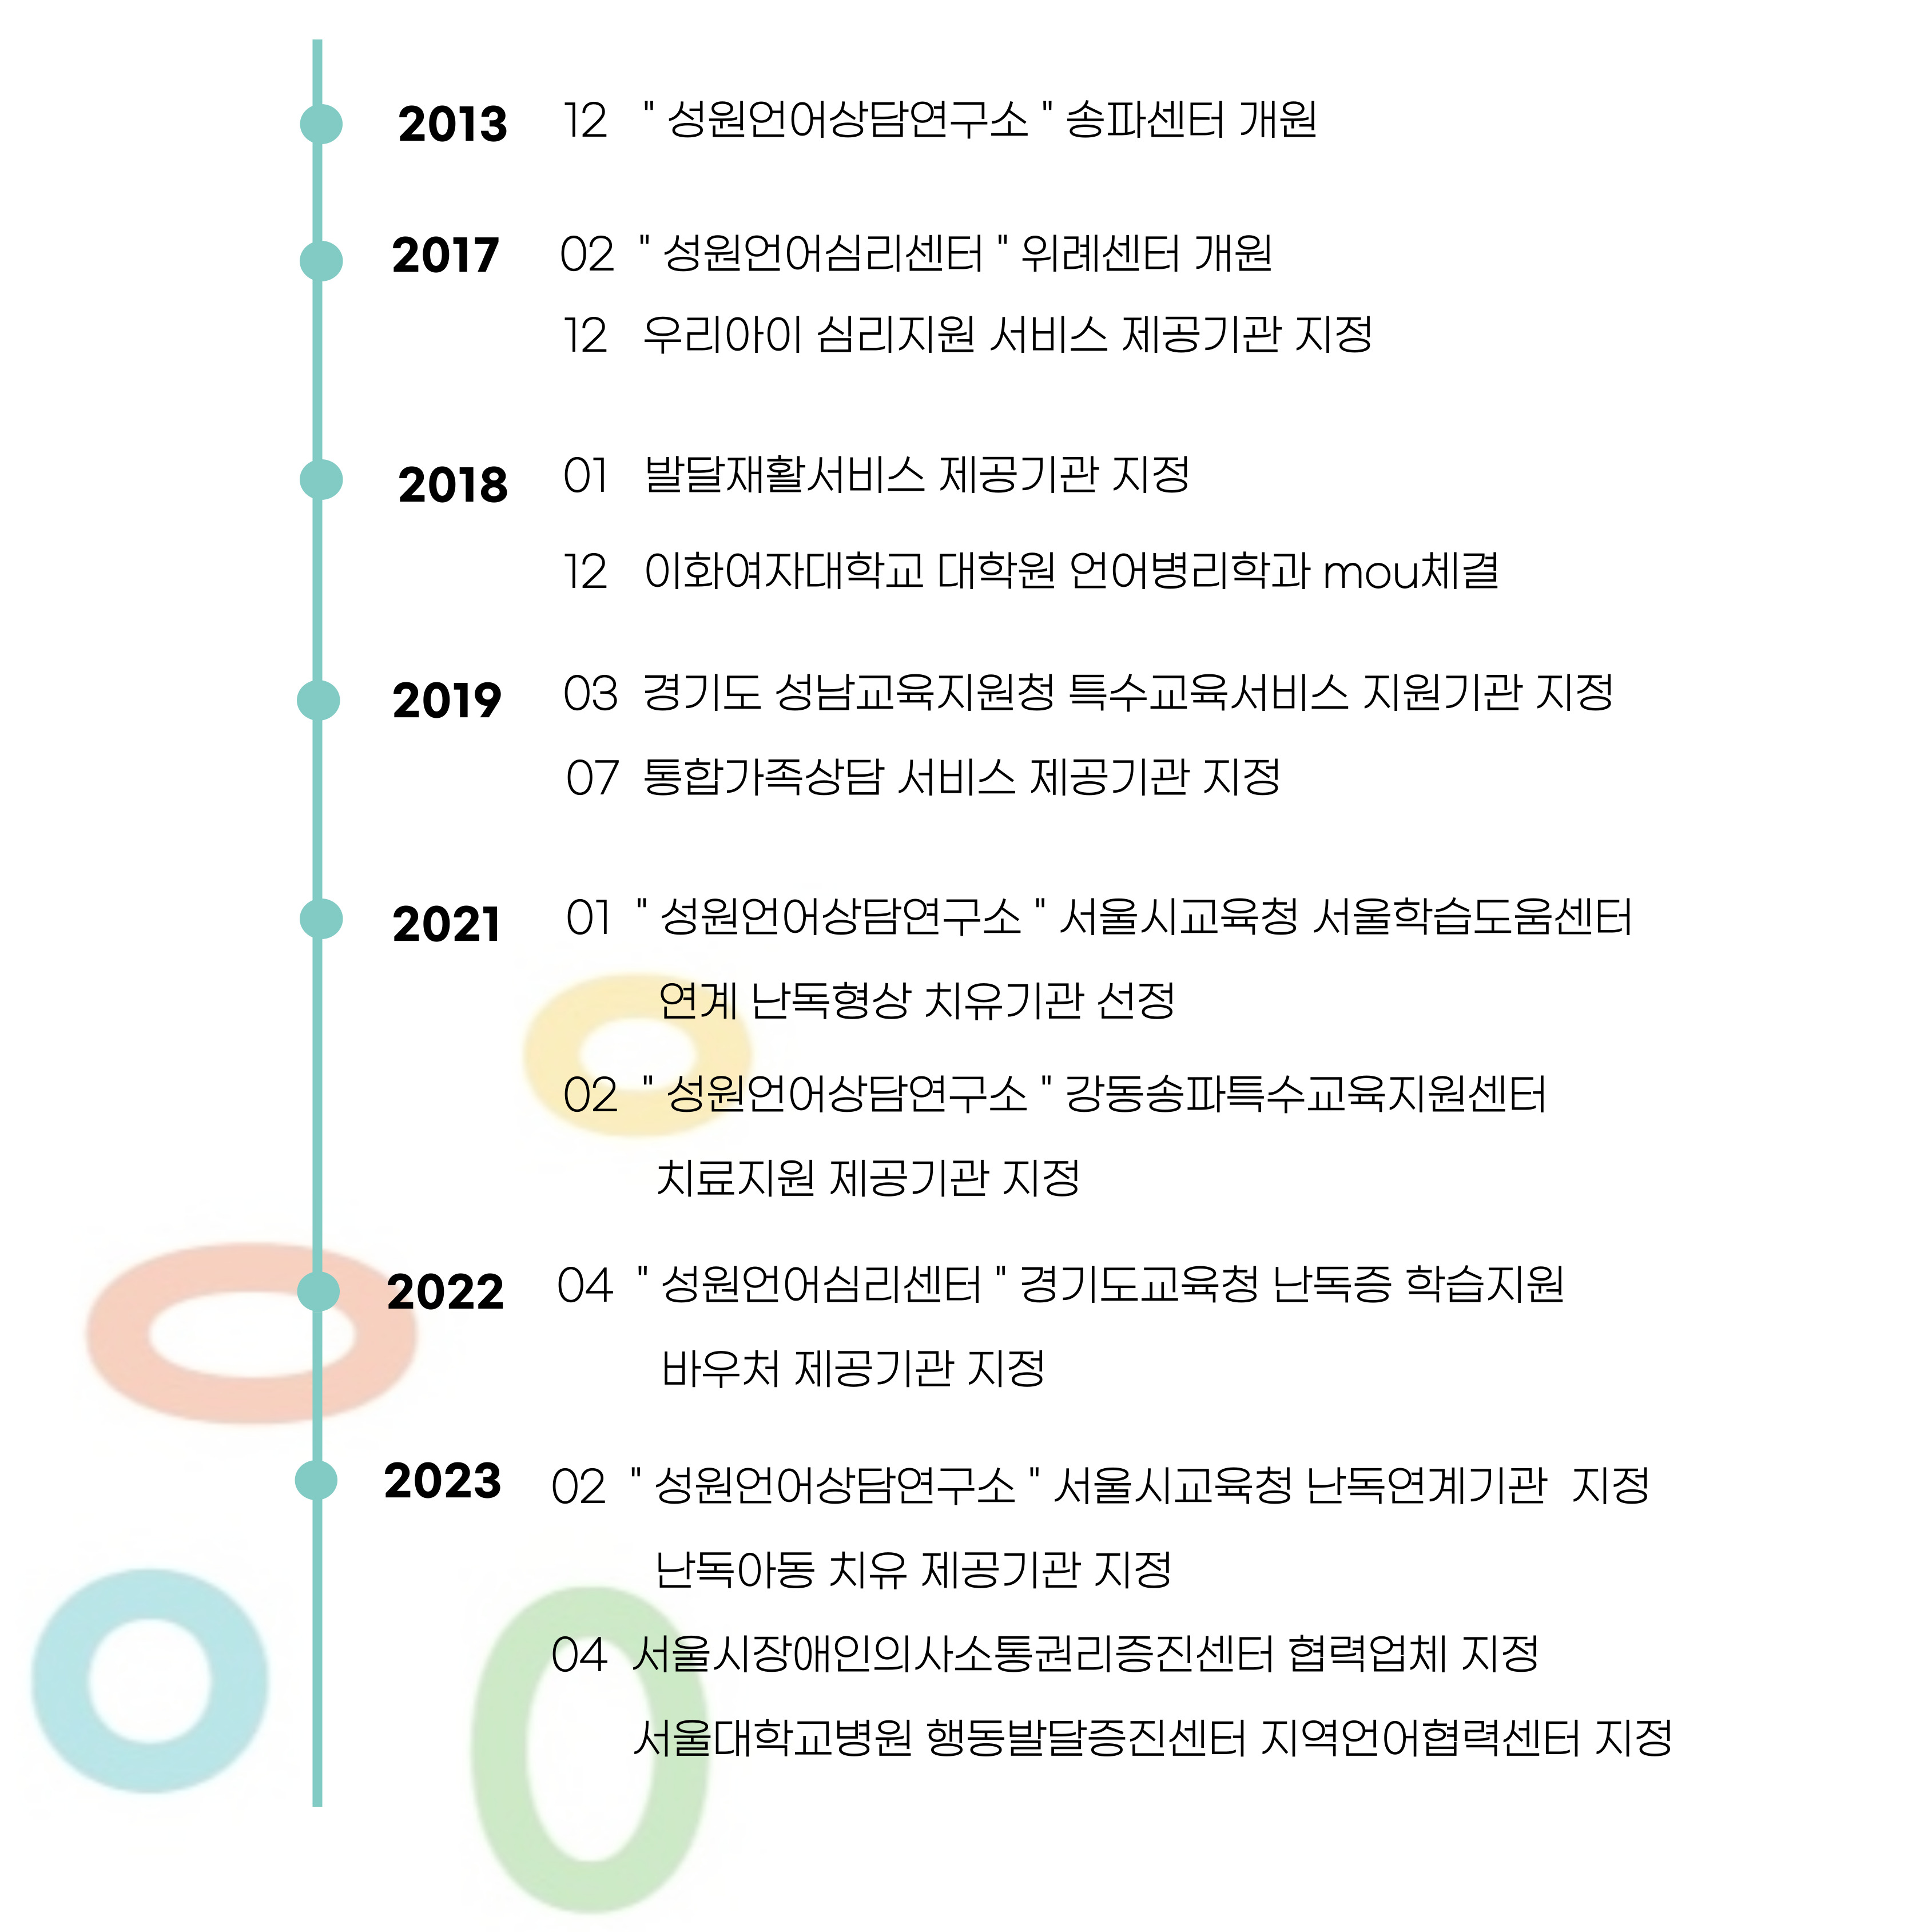 2013 12 " 성원언어상담연구소 " 송파센터 개원
2017 02 " 성원언어심리센터 " 위례센터 개원
12 우리아이 심리지원 서비스 제공기관 지정
2018 01 발달재활서비스 제공기관 지정
12 이화여자대학교 대학원 언어병리학과 mou체결
2019 03 경기도 성남교육지원청 특수교육서비스 지원기관 지정
07 통합가족상담 서비스 제공기관 지정
2021 01 " 성원언어상담연구소 " 서울시교육청 서울학습도움센터
연계 난독형상 치유기관 선정
02 " 성원언어상담연구소 " 강동송파특수교육지원센터
치료지원 제공기관 지정
2022 04 " 성원언어심리센터 " 경기도교육청 난독증 학습지원
바우처 제공기관 지정
2023 02 " 성원언어상담연구소 " 서울시교육청 난독연계기관 지정
난독아동 치유 제공기관 지정
04 서울시장애인의사소통권리증진센터 협력업체 지정
서울대학교병원 행동발달증진센터 지역언어협력센터 지정